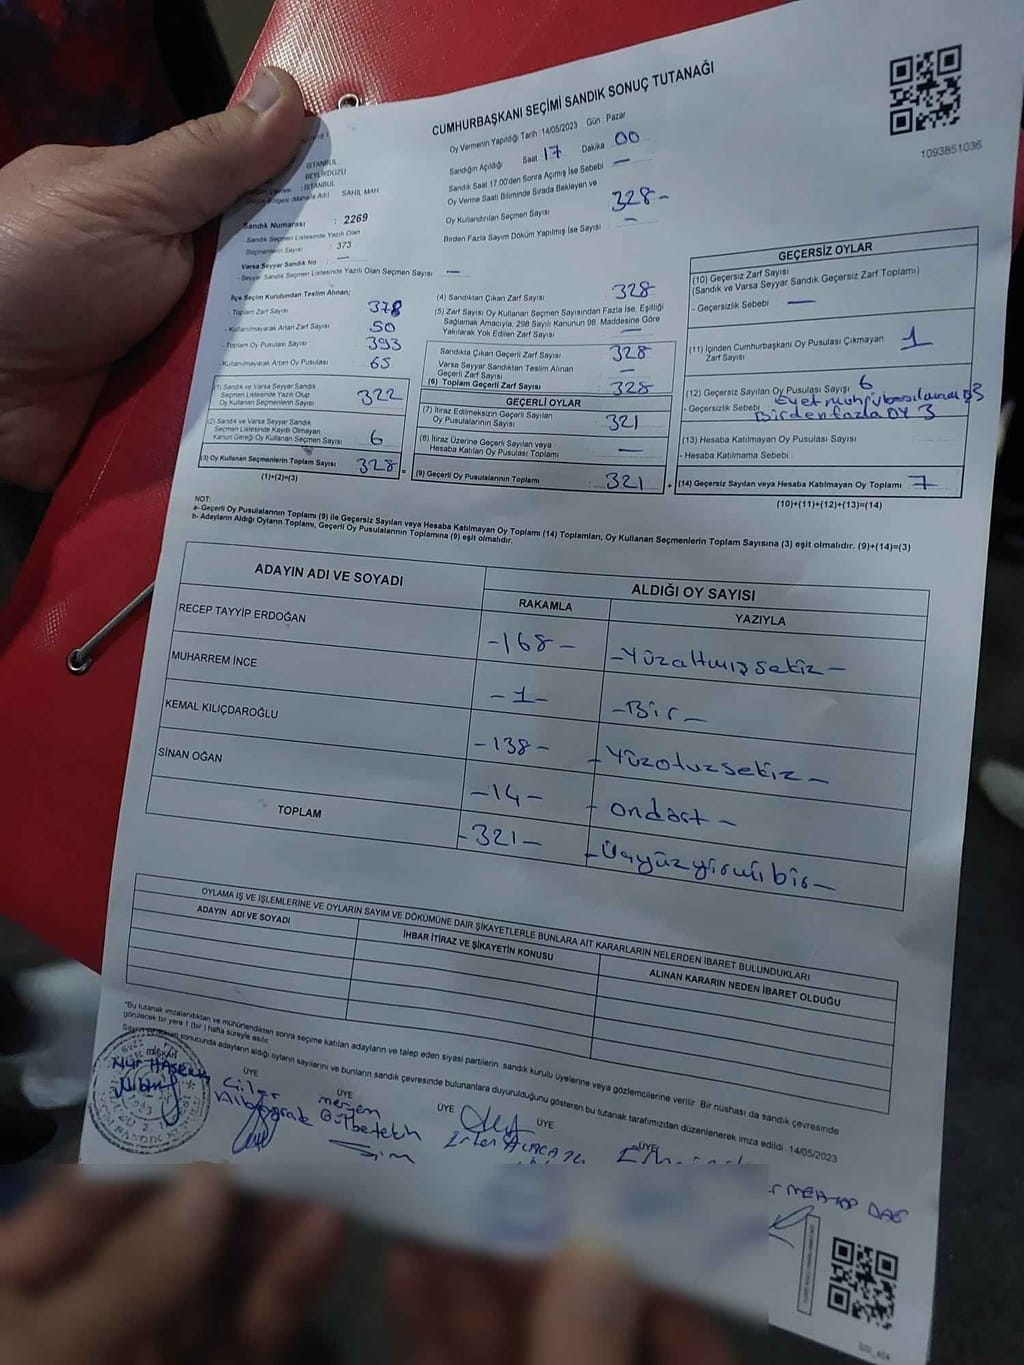 CUMHURBAŞKANI SEÇİMİ SANDIK SONUÇ TUTANAĞI
1093851036
İSTANBUL
BEYLİKDÜZÜ
: İSTANBUL
(Mahalle Adı) SAHİL MAH
Sandık Numarası : 2269
- Sandık Seçmen Listesinde Yazılı Olan
Seçmenlerin Sayısı : 373
Varsa Seyyar Sandık No —
- Seyyar Sandık Seçmen Listesinde Yazılı Olan Seçmen Sayısı : —
Oy Vermenin Yapıldığı Tarih 14/05/2023 Gün Pazar
Sandığın Açıldığı Saat 17 Dakika 00
Sandık Saat 17.00'den Sonra Açılmış İse Sebebi —
Oy Verme Saati Bitiminde Sırada Bekleyen ve
Oy Kullandırılan Seçmen Sayısı 328-
Birden Fazla Sayım Döküm Yapılmış İse Sayısı —
İlçe Seçim Kurulundan Teslim Alınan;
- Toplam Zarf Sayısı 378
- Kullanılmayarak Artan Zarf Sayısı 50
- Toplam Oy Pusulası Sayısı 393
- Kullanılmayarak Artan Oy Pusulası 65
(1) Sandık ve Varsa Seyyar Sandık
Seçmen Listesinde Yazılı Olup
Oy Kullanan Seçmenlerin Sayısı 322
(2) Sandık ve Varsa Seyyar Sandık
Seçmen Listesinde Kayıtlı Olmayan
Kanun Gereği Oy Kullanan Seçmen Sayısı 6
(3) Oy Kullanan Seçmenlerin Toplam Sayısı 328 =
(1)+(2)=(3)
(4) Sandıktan Çıkan Zarf Sayısı 328
(5) Zarf Sayısı Oy Kullanan Seçmen Sayısından Fazla İse, Eşitliği
Sağlamak Amacıyla, 298 Sayılı Kanunun 98. Maddesine Göre
Yakılarak Yok Edilen Zarf Sayısı —
Sandıkta Çıkan Geçerli Zarf Sayısı 328
Varsa Seyyar Sandıktan Teslim Alınan
Geçerli Zarf Sayısı —
(6) Toplam Geçerli Zarf Sayısı 328
GEÇERLİ OYLAR
(7) İtiraz Edilmeksizin Geçerli Sayılan
Oy Pusulalarının Sayısı 321
(8) İtiraz Üzerine Geçerli Sayılan veya
Hesaba Katılan Oy Pusulası Toplamı —
(9) Geçerli Oy Pusulalarının Toplamı : 321 +
GEÇERSİZ OYLAR
(10) Geçersiz Zarf Sayısı
(Sandık ve Varsa Seyyar Sandık Geçersiz Zarf Toplamı)
- Geçersizlik Sebebi —
(11) İçinden Cumhurbaşkanı Oy Pusulası Çıkmayan
Zarf Sayısı 1
(12) Geçersiz Sayılan Oy Pusulası Sayısı 6
- Geçersizlik Sebebi Evet mührü 3
Birden fazla OY 3
(13) Hesaba Katılmayan Oy Pusulası Sayısı
- Hesaba Katılmama Sebebi
(14) Geçersiz Sayılan veya Hesaba Katılmayan Oy Toplamı 7
(10)+(11)+(12)+(13)=(14)
NOT:
a- Geçerli Oy Pusulalarının Toplamı (9) ile Geçersiz Sayılan veya Hesaba Katılmayan Oy Toplamı (14) Toplamları, Oy Kullanan Seçmenlerin Toplam Sayısına (3) eşit olmalıdır. (9)+(14)=(3)
b- Adayların Aldığı Oyların Toplamı, Geçerli Oy Pusulalarının Toplamına (9) eşit olmalıdır.
ADAYIN ADI VE SOYADI
ALDIĞI OY SAYISI
RAKAMLA YAZIYLA
RECEP TAYYİP ERDOĞAN -168- -Yüzaltmışsekiz-
MUHARREM İNCE -1- -Bir-
KEMAL KILIÇDAROĞLU -138- -Yüzotuzsekiz-
SİNAN OĞAN -14- -ondört-
TOPLAM -321- -Üçyüzyirmibir-
OYLAMA İŞ VE İŞLEMLERİNE VE OYLARIN SAYIM VE DÖKÜMÜNE DAİR ŞİKAYETLERLE BUNLARA AİT KARARLARIN NELERDEN İBARET BULUNDUKLARI
ADAYIN ADI VE SOYADI İHBAR İTİRAZ VE ŞİKAYETİN KONUSU ALINAN KARARIN NEDEN İBARET OLDUĞU
"Bu tutanak imzalandıktan ve mühürlendikten sonra seçime katılan adayların ve talep eden siyasi partilerin sandık kurulu üyelerine veya gözlemcilerine verilir. Bir nüshası da sandık çevresinde
görülecek bir yere 1 (bir) hafta süreyle asılır.
Sayım döküm sonucunda adayların aldığı oyların sayılarını ve bunların sandık çevresinde bulunanlara duyurulduğunu gösteren bu tutanak tarafımızdan düzenlenerek imza edildi. 14/05/2023
BAŞKAN ÜYE ÜYE ÜYE ÜYE ÜYE
Meryem
MEHTAP